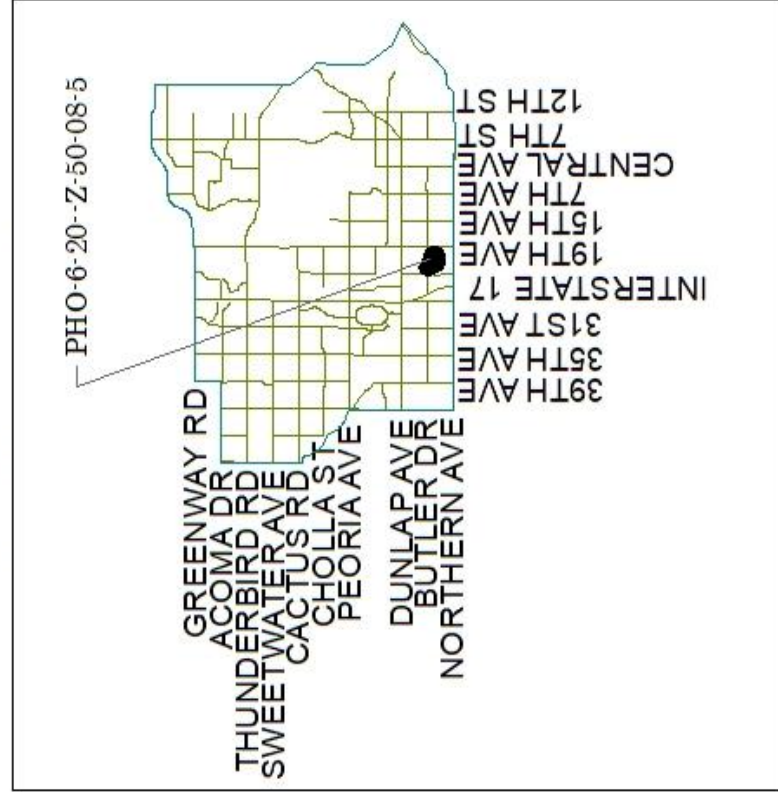 PHO-6-20--Z-50-08-5
12TH ST
7TH ST
CENTRAL AVE
7TH AVE
15TH AVE
19TH AVE
INTERSTATE 17
31ST AVE
35TH AVE
39TH AVE
GREENWAY RD
ACOMA DR
THUNDERBIRD RD
SWEETWATER AVE
CACTUS RD
CHOLLA ST
PEORIA AVE
DUNLAP AVE
BUTLER DR
NORTHERN AVE